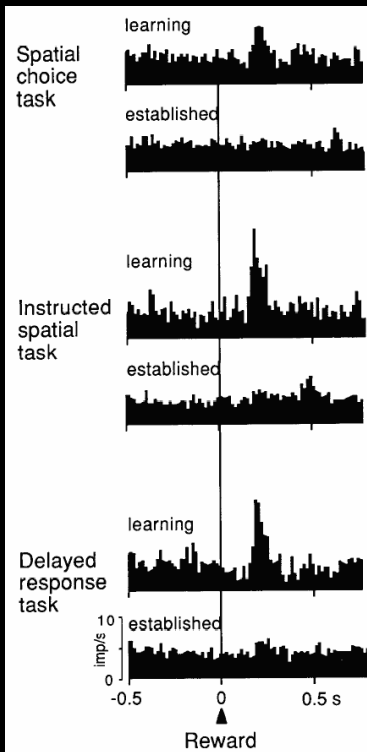 learning
Spatial
choice
task
established
learning
Instructed
spatial
task
established
learning
Delayed
response
task
established
10
imp/s
0
-0.5 0 0.5 s
Reward